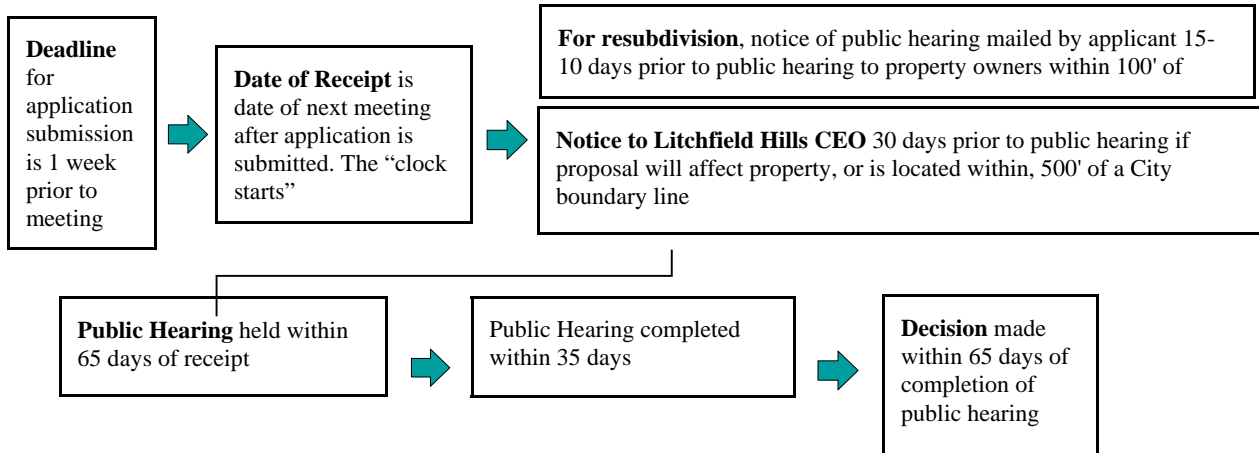 Deadline
for
application
submission
is 1 week
prior to
meeting
Date of Receipt is
date of next meeting
after application is
submitted. The “clock
starts”
For resubdivision, notice of public hearing mailed by applicant 15-
10 days prior to public hearing to property owners within 100' of
Notice to Litchfield Hills CEO 30 days prior to public hearing if
proposal will affect property, or is located within, 500' of a City
boundary line
Public Hearing held within
65 days of receipt
Public Hearing completed
within 35 days
Decision made
within 65 days of
completion of
public hearing